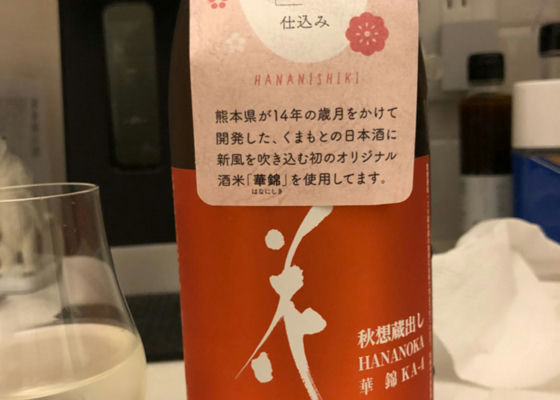 仕込み
HANANISHIKI
熊本県が14年の歳月をかけて
開発した、くまもとの日本酒に
新風を吹き込む初のオリジナル
酒米「華錦」を使用してます。
はなにしき
花
秋想蔵出し
HANANOKA
華錦 KA-4